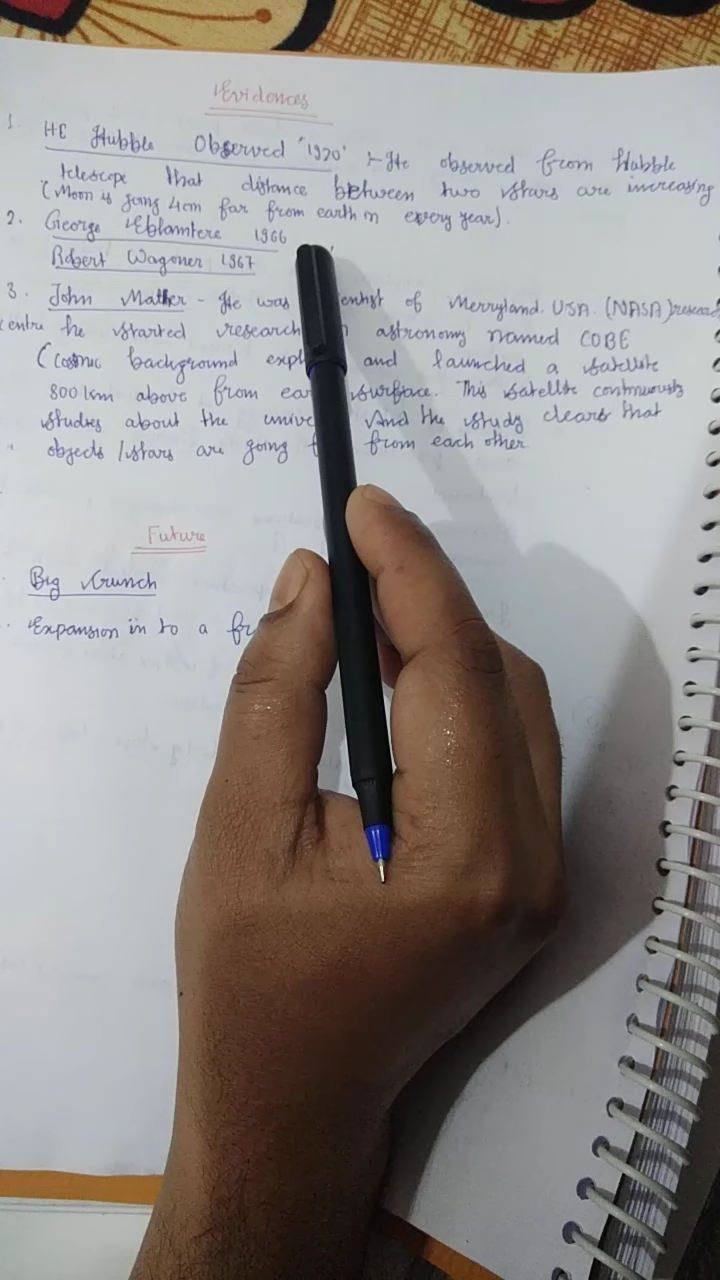 Evidences
1. HE Hubble Observed '1920' :- He observed from Hubble
telescope that distance between two stars are increasing
(Moon is going 4cm far from earth in every year).
2. George Eblamtere 1966
Robert Wagoner 1967
3. John Mather - He was entist of Merryland. USA. (NASA) research
centre he started research astronomy named COBE
(Cosmic background expl and launched a satellite
800 km above from ear surface. This satellite continuously
studies about the unive And the study clears that
objects / stars are going from each other.
Future
Big Crunch
Expansion in to a fr